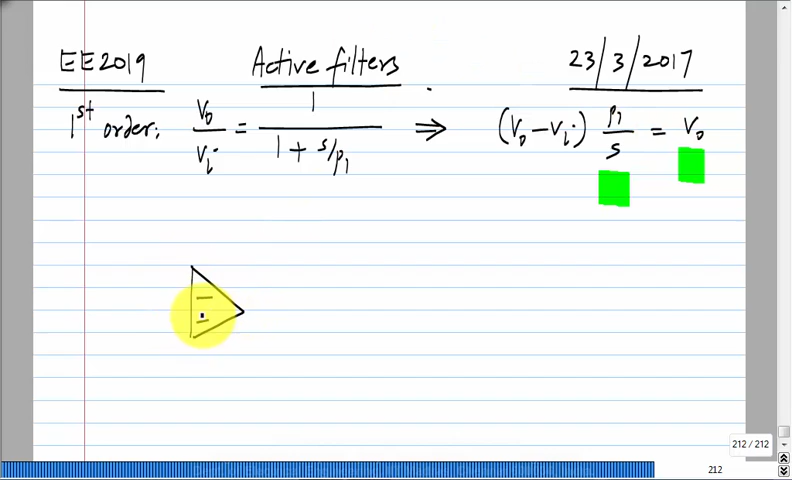 EE2019 Active filters 23/3/2017
1st order: Vo/Vi = 1/(1 + s/p1) ⇒ (Vo − Vi) p1/s = Vo
212 / 212
212